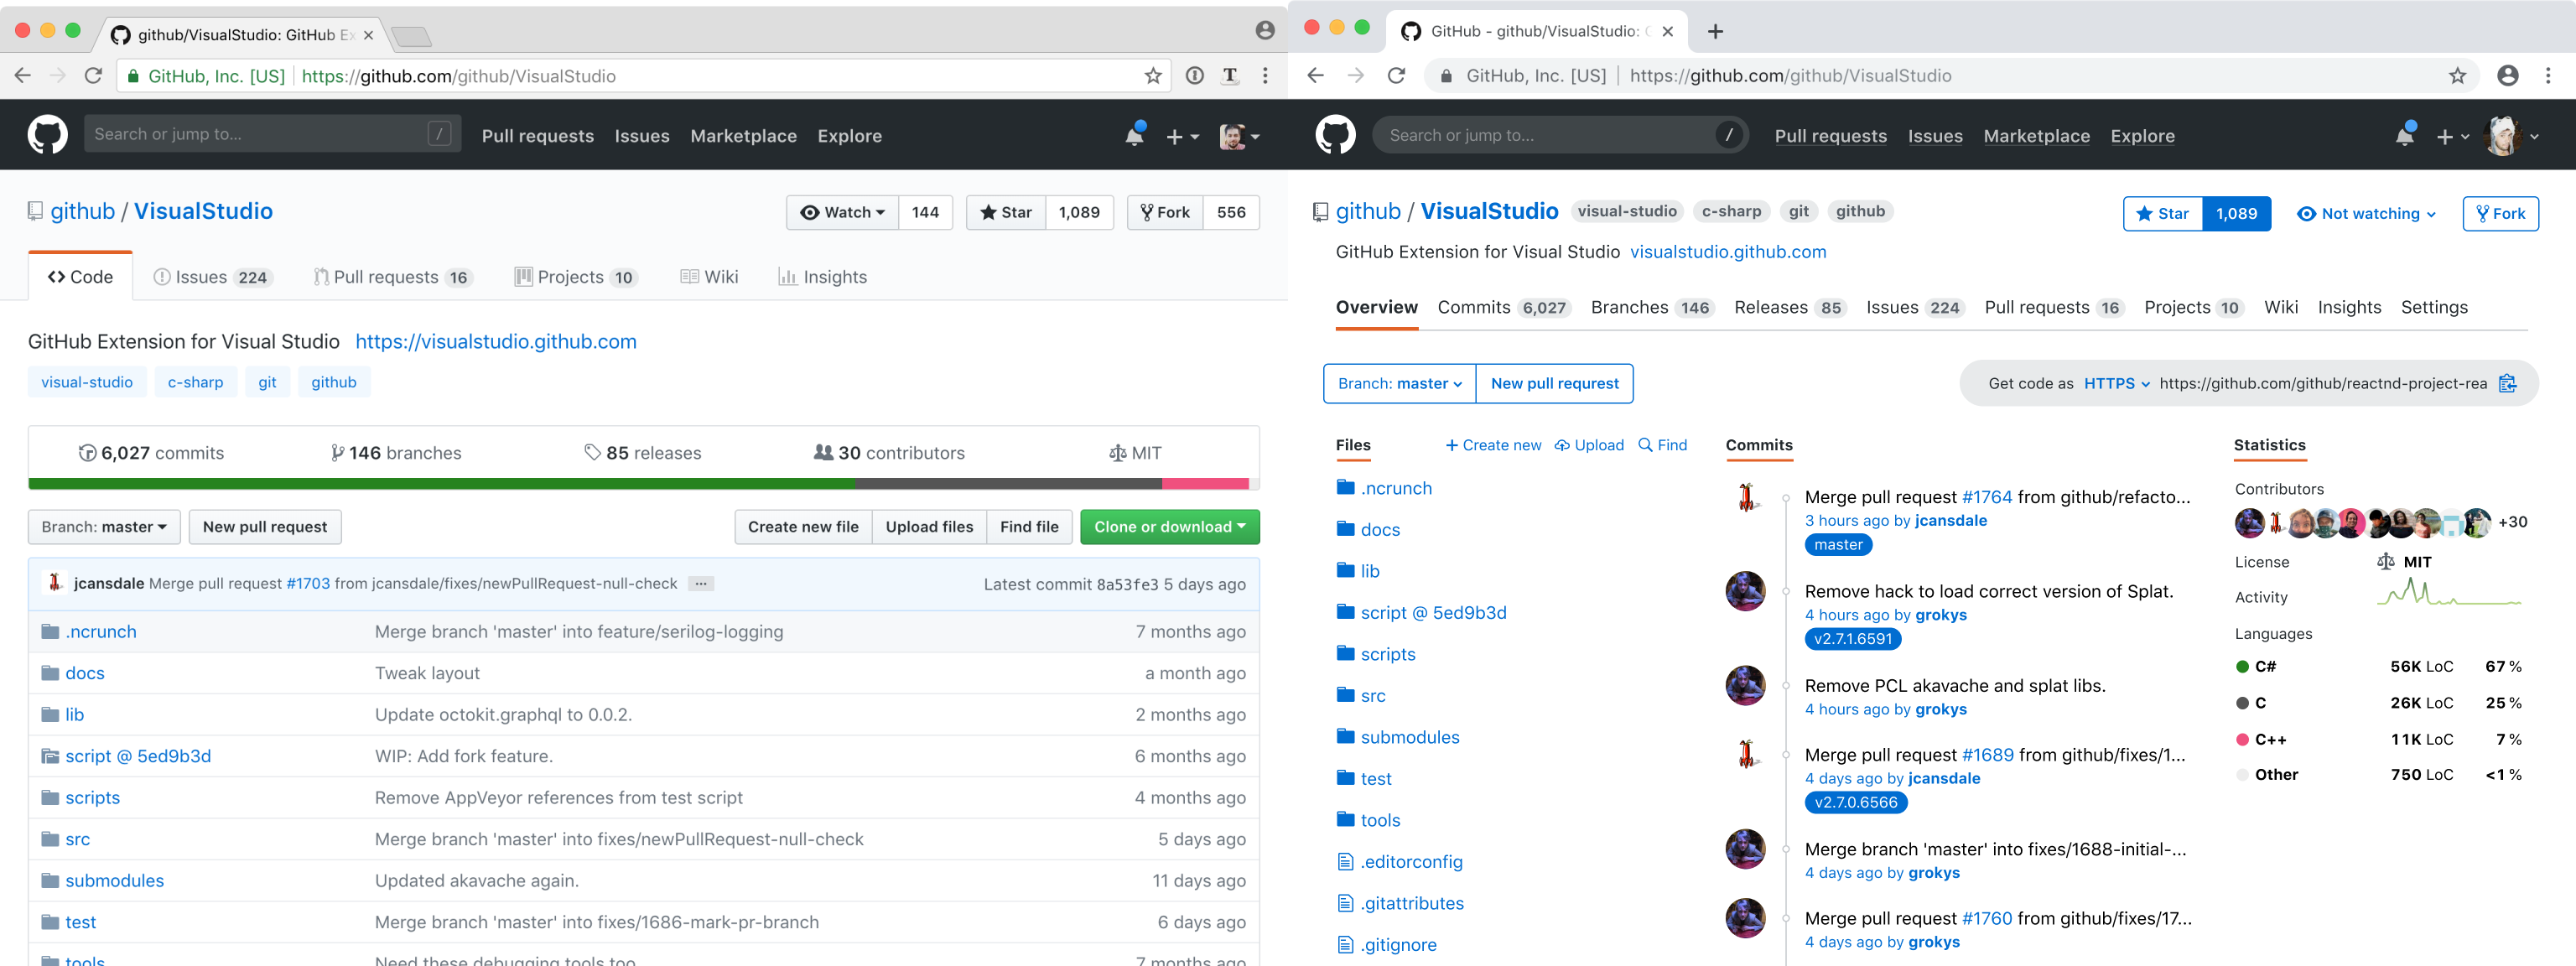 github/VisualStudio: GitHub Ex
GitHub, Inc. [US] https://github.com/github/VisualStudio
Search or jump to... / Pull requests Issues Marketplace Explore
github / VisualStudio Watch 144 Star 1,089 Fork 556
Code Issues 224 Pull requests 16 Projects 10 Wiki Insights
GitHub Extension for Visual Studio https://visualstudio.github.com
visual-studio c-sharp git github
6,027 commits 146 branches 85 releases 30 contributors MIT
Branch: master New pull request Create new file Upload files Find file Clone or download
jcansdale Merge pull request #1703 from jcansdale/fixes/newPullRequest-null-check ... Latest commit 8a53fe3 5 days ago
.ncrunch Merge branch 'master' into feature/serilog-logging 7 months ago
docs Tweak layout a month ago
lib Update octokit.graphql to 0.0.2. 2 months ago
script @ 5ed9b3d WIP: Add fork feature. 6 months ago
scripts Remove AppVeyor references from test script 4 months ago
src Merge branch 'master' into fixes/newPullRequest-null-check 5 days ago
submodules Updated akavache again. 11 days ago
test Merge branch 'master' into fixes/1686-mark-pr-branch 6 days ago
tools Need these debugging tools too 7 months ago
GitHub - github/VisualStudio:
GitHub, Inc. [US] https://github.com/github/VisualStudio
Search or jump to... / Pull requests Issues Marketplace Explore
github / VisualStudio visual-studio c-sharp git github Star 1,089 Not watching Fork
GitHub Extension for Visual Studio visualstudio.github.com
Overview Commits 6,027 Branches 146 Releases 85 Issues 224 Pull requests 16 Projects 10 Wiki Insights Settings
Branch: master New pull requrest Get code as HTTPS https://github.com/github/reactnd-project-rea
Files Create new Upload Find
.ncrunch
docs
lib
script @ 5ed9b3d
scripts
src
submodules
test
tools
.editorconfig
.gitattributes
.gitignore
Commits
Merge pull request #1764 from github/refacto...
3 hours ago by jcansdale
master
Remove hack to load correct version of Splat.
4 hours ago by grokys
v2.7.1.6591
Remove PCL akavache and splat libs.
4 hours ago by grokys
Merge pull request #1689 from github/fixes/1...
4 days ago by jcansdale
v2.7.0.6566
Merge branch 'master' into fixes/1688-initial-...
4 days ago by grokys
Merge pull request #1760 from github/fixes/17...
4 days ago by grokys
Statistics
Contributors
+30
License MIT
Activity
Languages
C# 56K LoC 67 %
C 26K LoC 25 %
C++ 11K LoC 7 %
Other 750 LoC <1 %